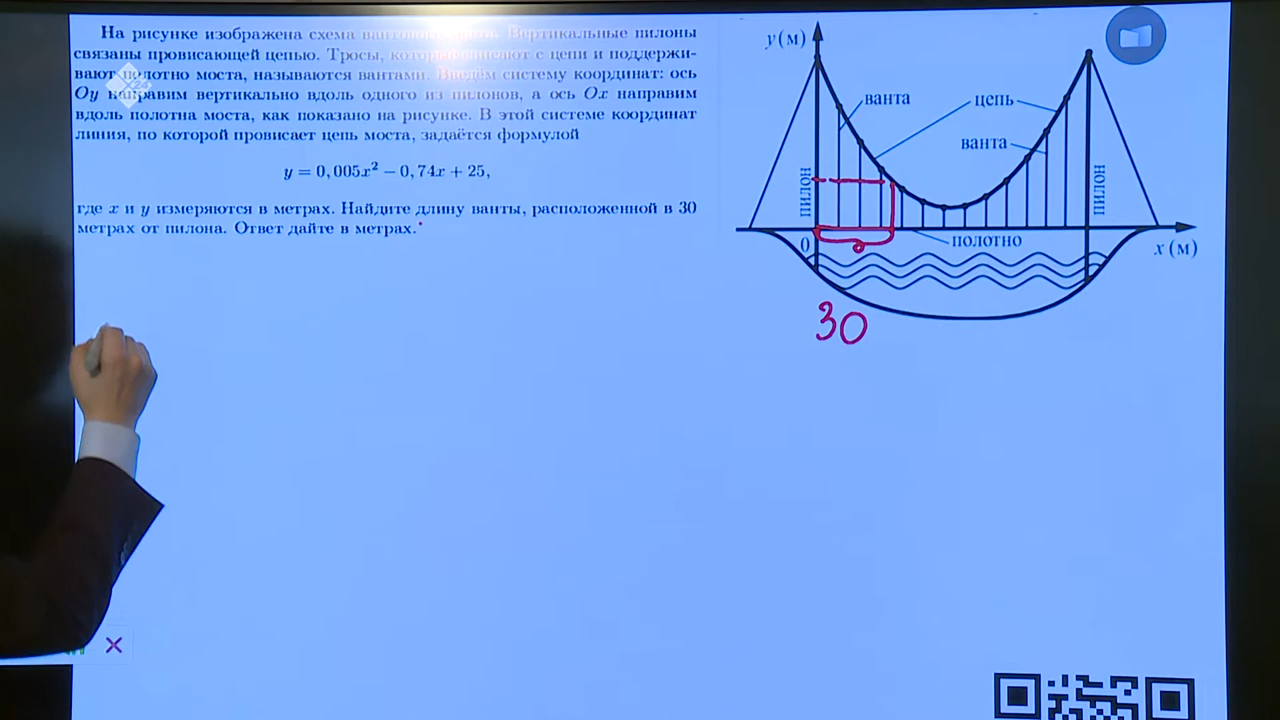 На рисунке изображена схема вантового моста. Вертикальные пилоны
связаны провисающей цепью. Тросы, которые свисают с цепи и поддержи-
вают полотно моста, называются вантами. Введём систему координат: ось
Oy направим вертикально вдоль одного из пилонов, а ось Ox направим
вдоль полотна моста, как показано на рисунке. В этой системе координат
линия, по которой провисает цепь моста, задаётся формулой
y = 0,005x² − 0,74x + 25,
где x и y измеряются в метрах. Найдите длину ванты, расположенной в 30
метрах от пилона. Ответ дайте в метрах.
y (м)
ванта
цепь
ванта
пилон
пилон
0
полотно
x (м)
30